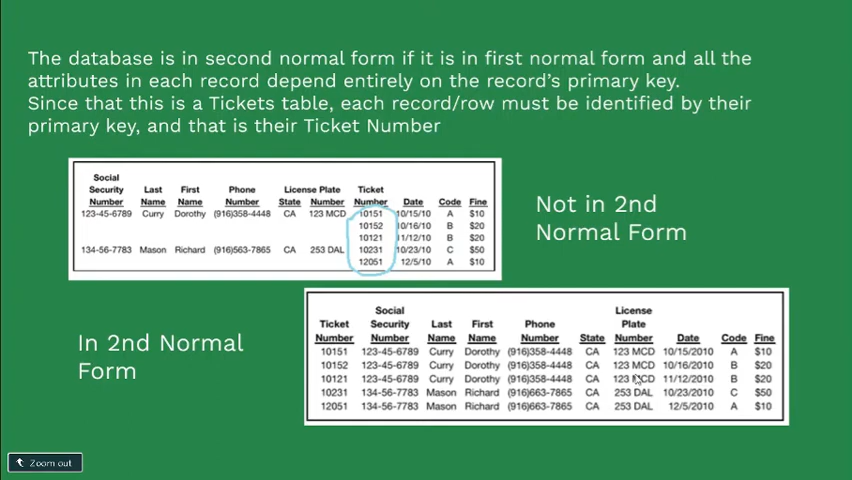 The database is in second normal form if it is in first normal form and all the
attributes in each record depend entirely on the record's primary key.
Since that this is a Tickets table, each record/row must be identified by their
primary key, and that is their Ticket Number
Social
Security Last First Phone License Plate Ticket
Number Name Name Number State Number Number Date Code Fine
123-45-6789 Curry Dorothy (916)358-4448 CA 123 MCD 10151 10/15/10 A $10
10152 10/16/10 B $20
10121 11/12/10 B $20
134-56-7783 Mason Richard (916)563-7865 CA 253 DAL 10231 10/23/10 C $50
12051 12/5/10 A $10
Not in 2nd
Normal Form
In 2nd Normal
Form
Social License
Ticket Security Last First Phone Plate
Number Number Name Name Number State Number Date Code Fine
10151 123-45-6789 Curry Dorothy (916)358-4448 CA 123 MCD 10/15/2010 A $10
10152 123-45-6789 Curry Dorothy (916)358-4448 CA 123 MCD 10/16/2010 B $20
10121 123-45-6789 Curry Dorothy (916)358-4448 CA 123 MCD 11/12/2010 B $20
10231 134-56-7783 Mason Richard (916)663-7865 CA 253 DAL 10/23/2010 C $50
12051 134-56-7783 Mason Richard (916)663-7865 CA 253 DAL 12/5/2010 A $10
Zoom out